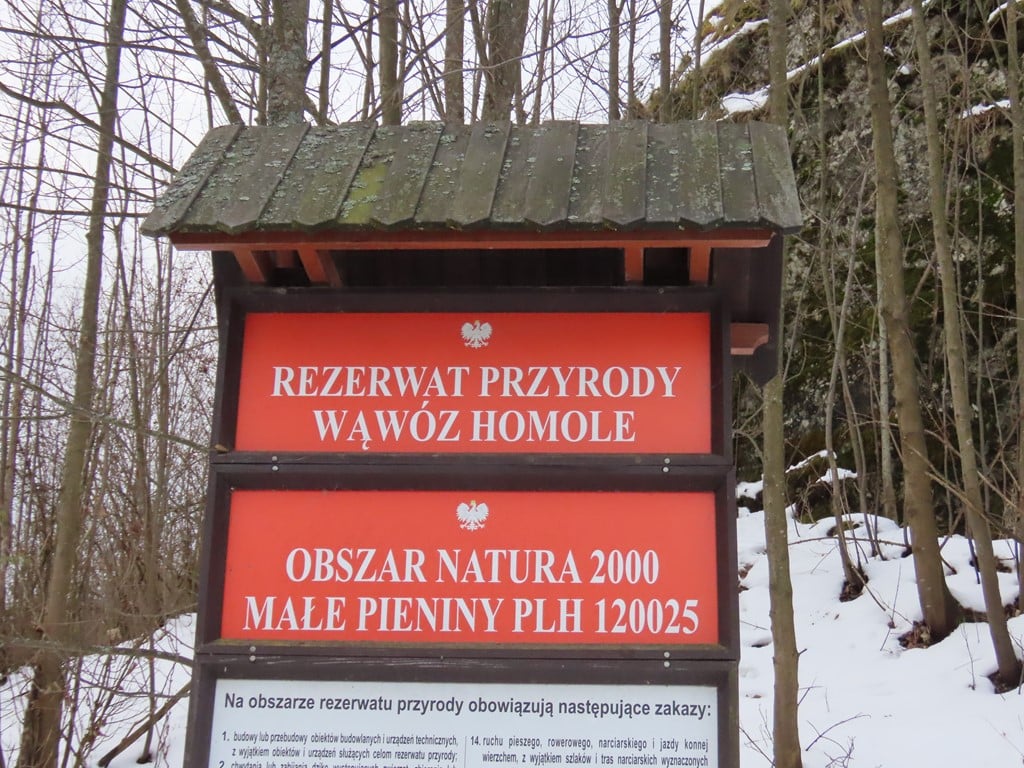 REZERWAT PRZYRODY
WĄWÓZ HOMOLE
OBSZAR NATURA 2000
MAŁE PIENINY PLH 120025
Na obszarze rezerwatu przyrody obowiązują następujące zakazy:
1. budowy lub przebudowy obiektów budowlanych i urządzeń technicznych,
z wyjątkiem obiektów i urządzeń służących celom rezerwatu przyrody;
14. ruchu pieszego, rowerowego, narciarskiego i jazdy konnej
wierzchem, z wyjątkiem szlaków i tras narciarskich wyznaczonych